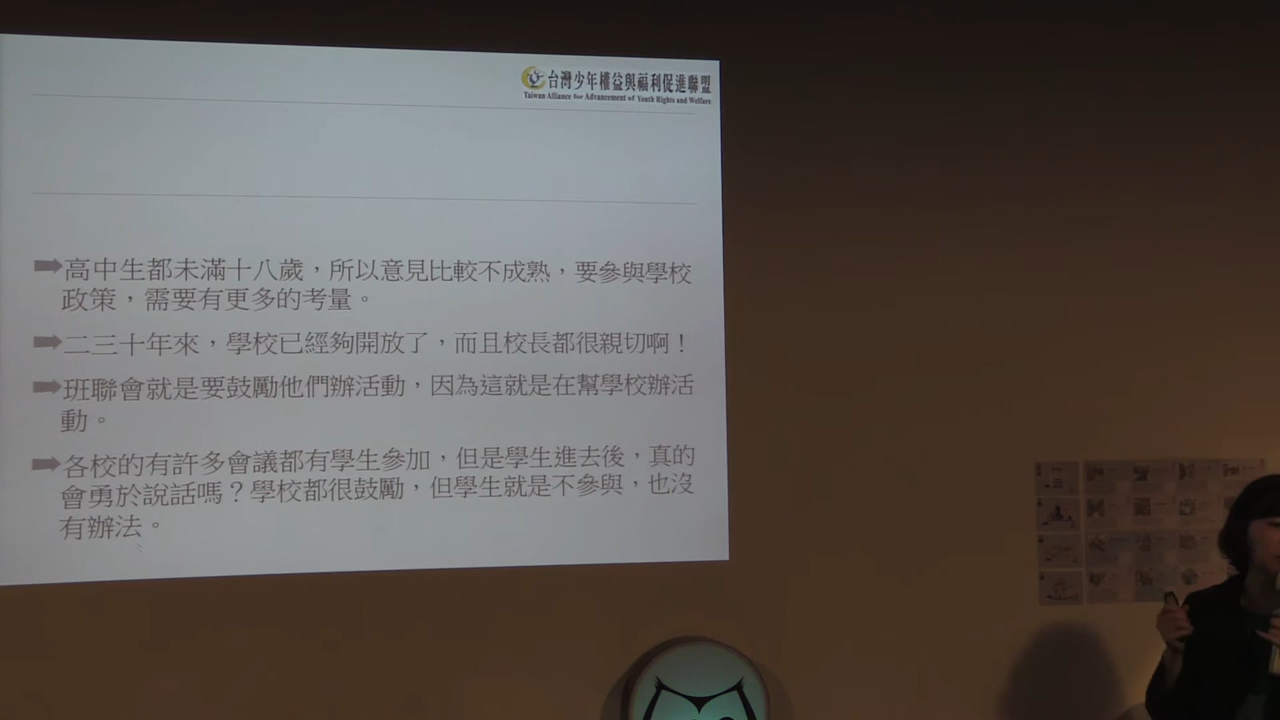 台灣少年權益與福利促進聯盟
Taiwan Alliance for Advancement of Youth Rights and Welfare
高中生都未滿十八歲，所以意見比較不成熟，要參與學校
政策，需要有更多的考量。
二三十年來，學校已經夠開放了，而且校長都很親切啊！
班聯會就是要鼓勵他們辦活動，因為這就是在幫學校辦活
動。
各校的有許多會議都有學生參加，但是學生進去後，真的
會勇於說話嗎？學校都很鼓勵，但學生就是不參與，也沒
有辦法。